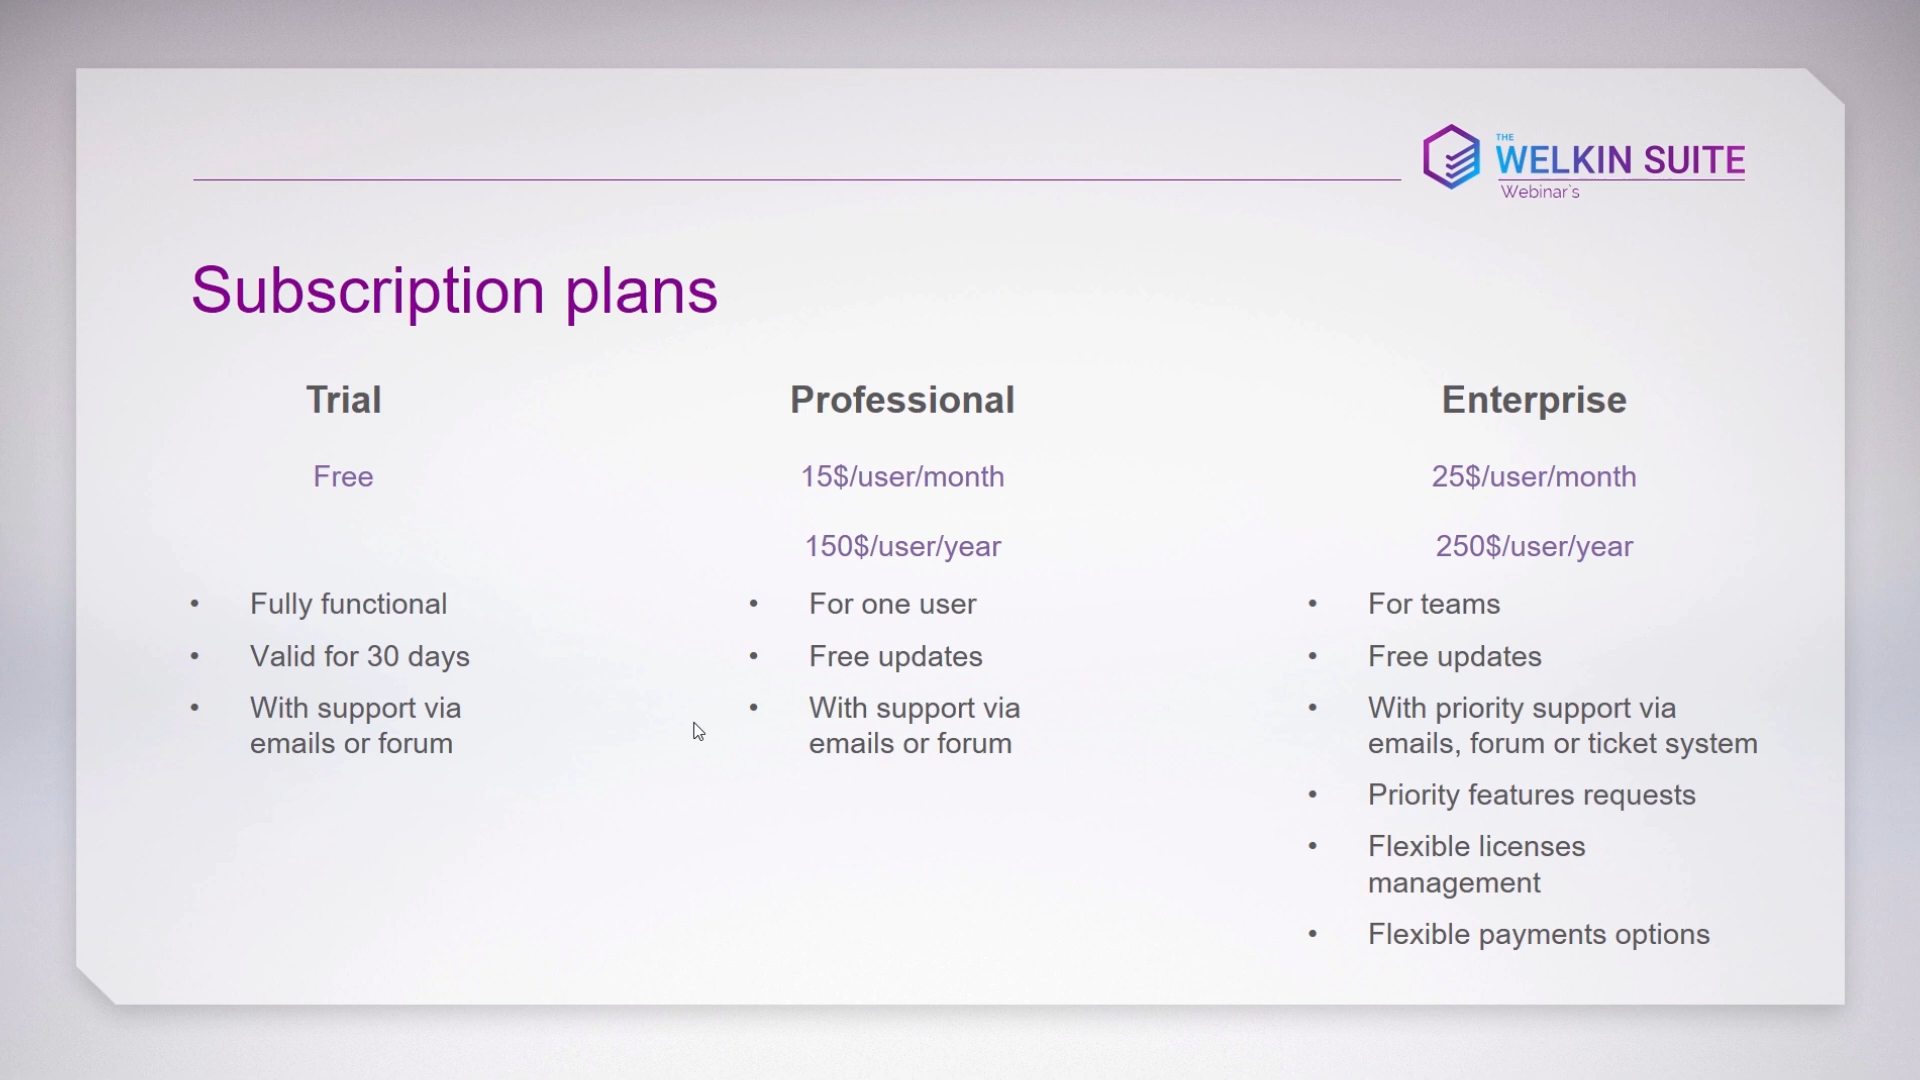 THE
WELKIN SUITE
Webinar`s
Subscription plans
Trial
Free
• Fully functional
• Valid for 30 days
• With support via
emails or forum
Professional
15$/user/month
150$/user/year
• For one user
• Free updates
• With support via
emails or forum
Enterprise
25$/user/month
250$/user/year
• For teams
• Free updates
• With priority support via
emails, forum or ticket system
• Priority features requests
• Flexible licenses
management
• Flexible payments options